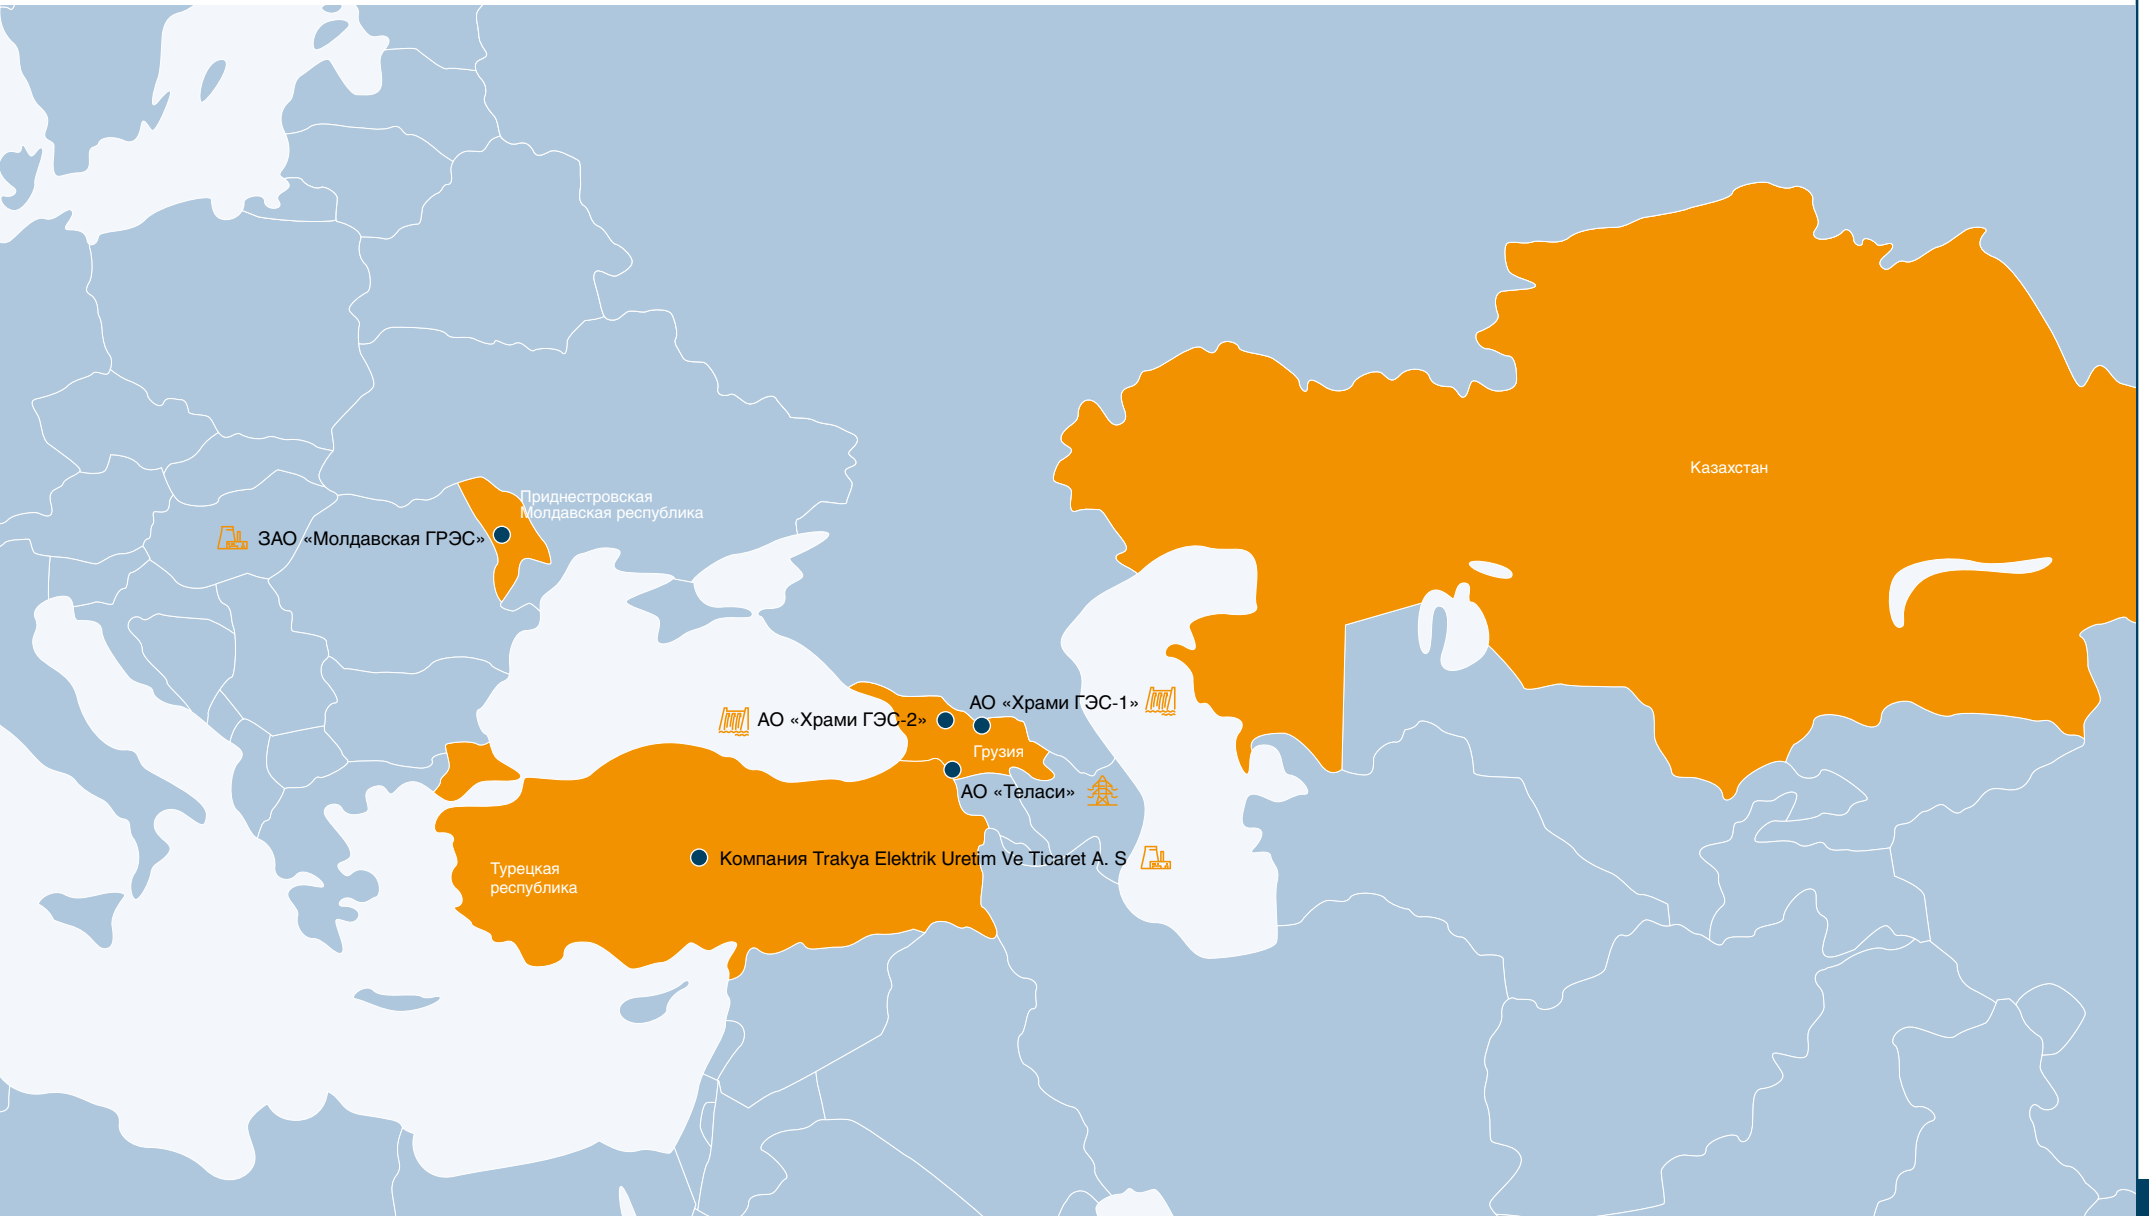 Казахстан
Приднестровская
Молдавская республика
ЗАО «Молдавская ГРЭС»
АО «Храми ГЭС-1»
АО «Храми ГЭС-2»
Грузия
АО «Теласи»
Компания Trakya Elektrik Uretim Ve Ticaret A. S
Турецкая
республика